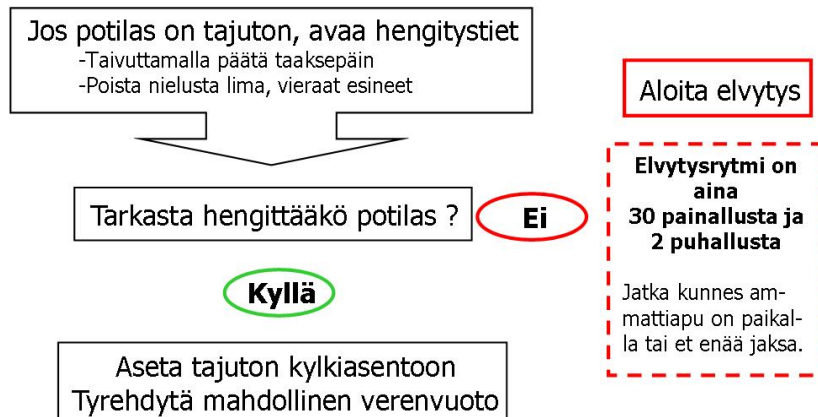 Jos potilas on tajuton, avaa hengitystiet
-Taivuttamalla päätä taaksepäin
-Poista nielusta lima, vieraat esineet
Aloita elvytys
Elvytysrytmi on
aina
30 painallusta ja
2 puhallusta
Jatka kunnes am-
mattiapu on paikal-
la tai et enää jaksa.
Tarkasta hengittääkö potilas ?
Ei
Kyllä
Aseta tajuton kylkiasentoon
Tyrehdytä mahdollinen verenvuoto